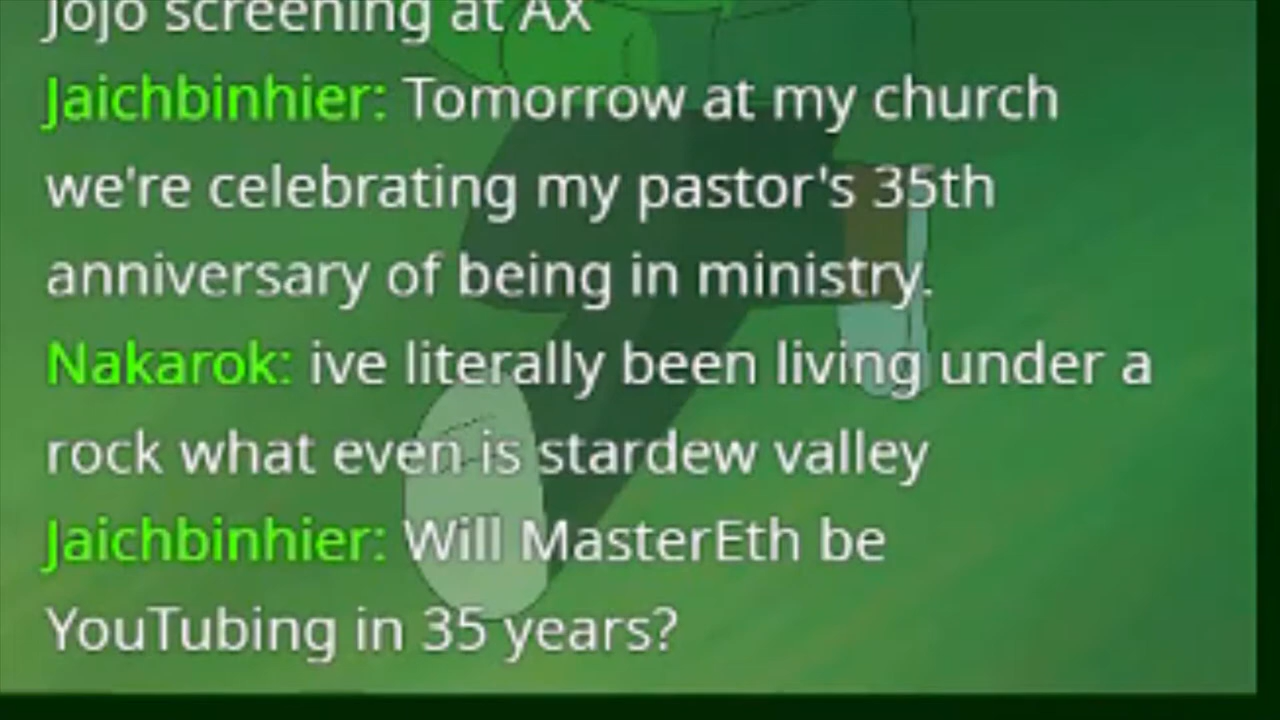 Jojo screening at AX
Jaichbinhier: Tomorrow at my church
we're celebrating my pastor's 35th
anniversary of being in ministry.
Nakarok: ive literally been living under a
rock what even is stardew valley
Jaichbinhier: Will MasterEth be
YouTubing in 35 years?